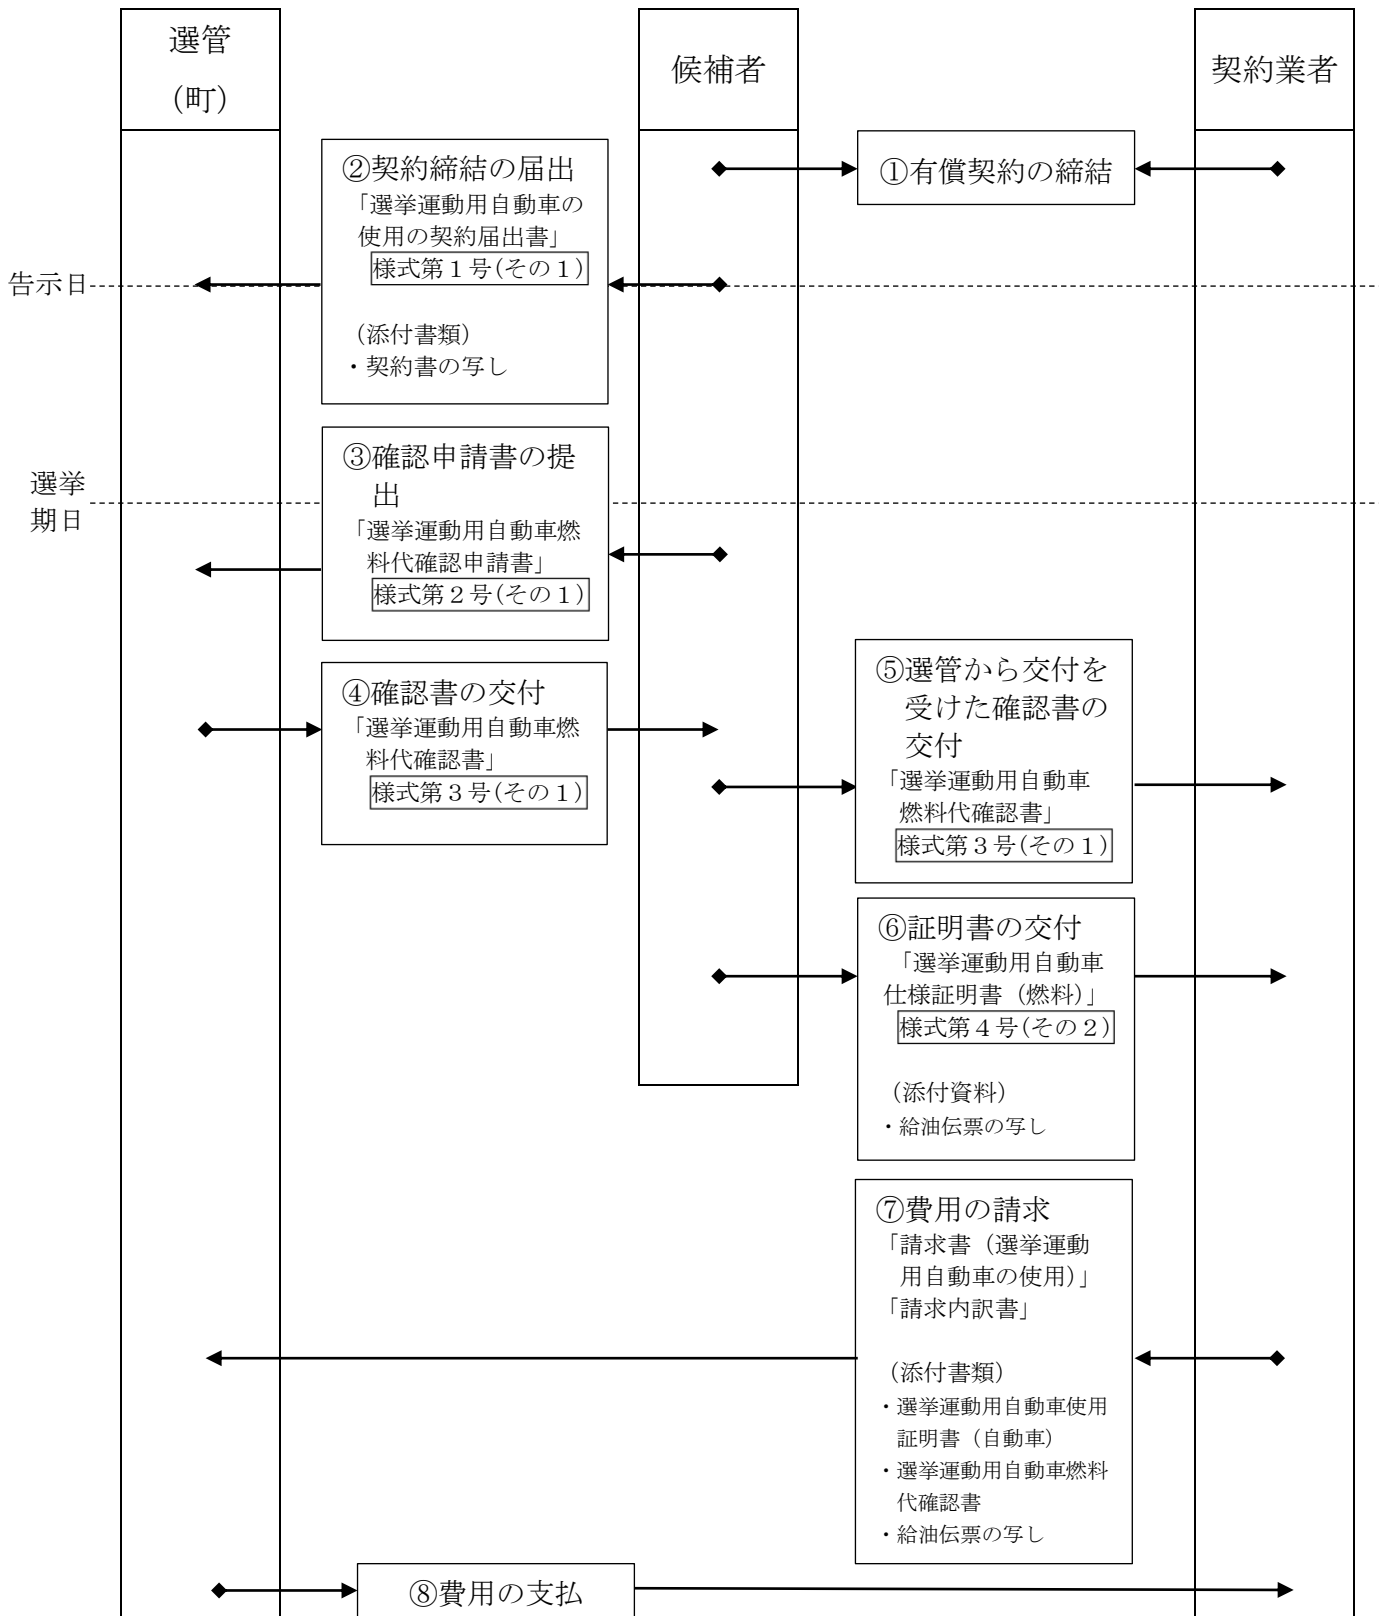 選管
(町)
候補者
契約業者
①有償契約の締結
②契約締結の届出
「選挙運動用自動車の
使用の契約届出書」
様式第１号(その１)
(添付書類)
・契約書の写し
告示日
③確認申請書の提
出
「選挙運動用自動車燃
料代確認申請書」
様式第２号(その１)
選挙
期日
④確認書の交付
「選挙運動用自動車燃
料代確認書」
様式第３号(その１)
⑤選管から交付を
受けた確認書の
交付
「選挙運動用自動車
燃料代確認書」
様式第３号(その１)
⑥証明書の交付
「選挙運動用自動車
仕様証明書（燃料）」
様式第４号(その２)
(添付資料)
・給油伝票の写し
⑦費用の請求
「請求書（選挙運動
用自動車の使用）」
「請求内訳書」
(添付書類)
・選挙運動用自動車使用
証明書（自動車）
・選挙運動用自動車燃料
代確認書
・給油伝票の写し
⑧費用の支払